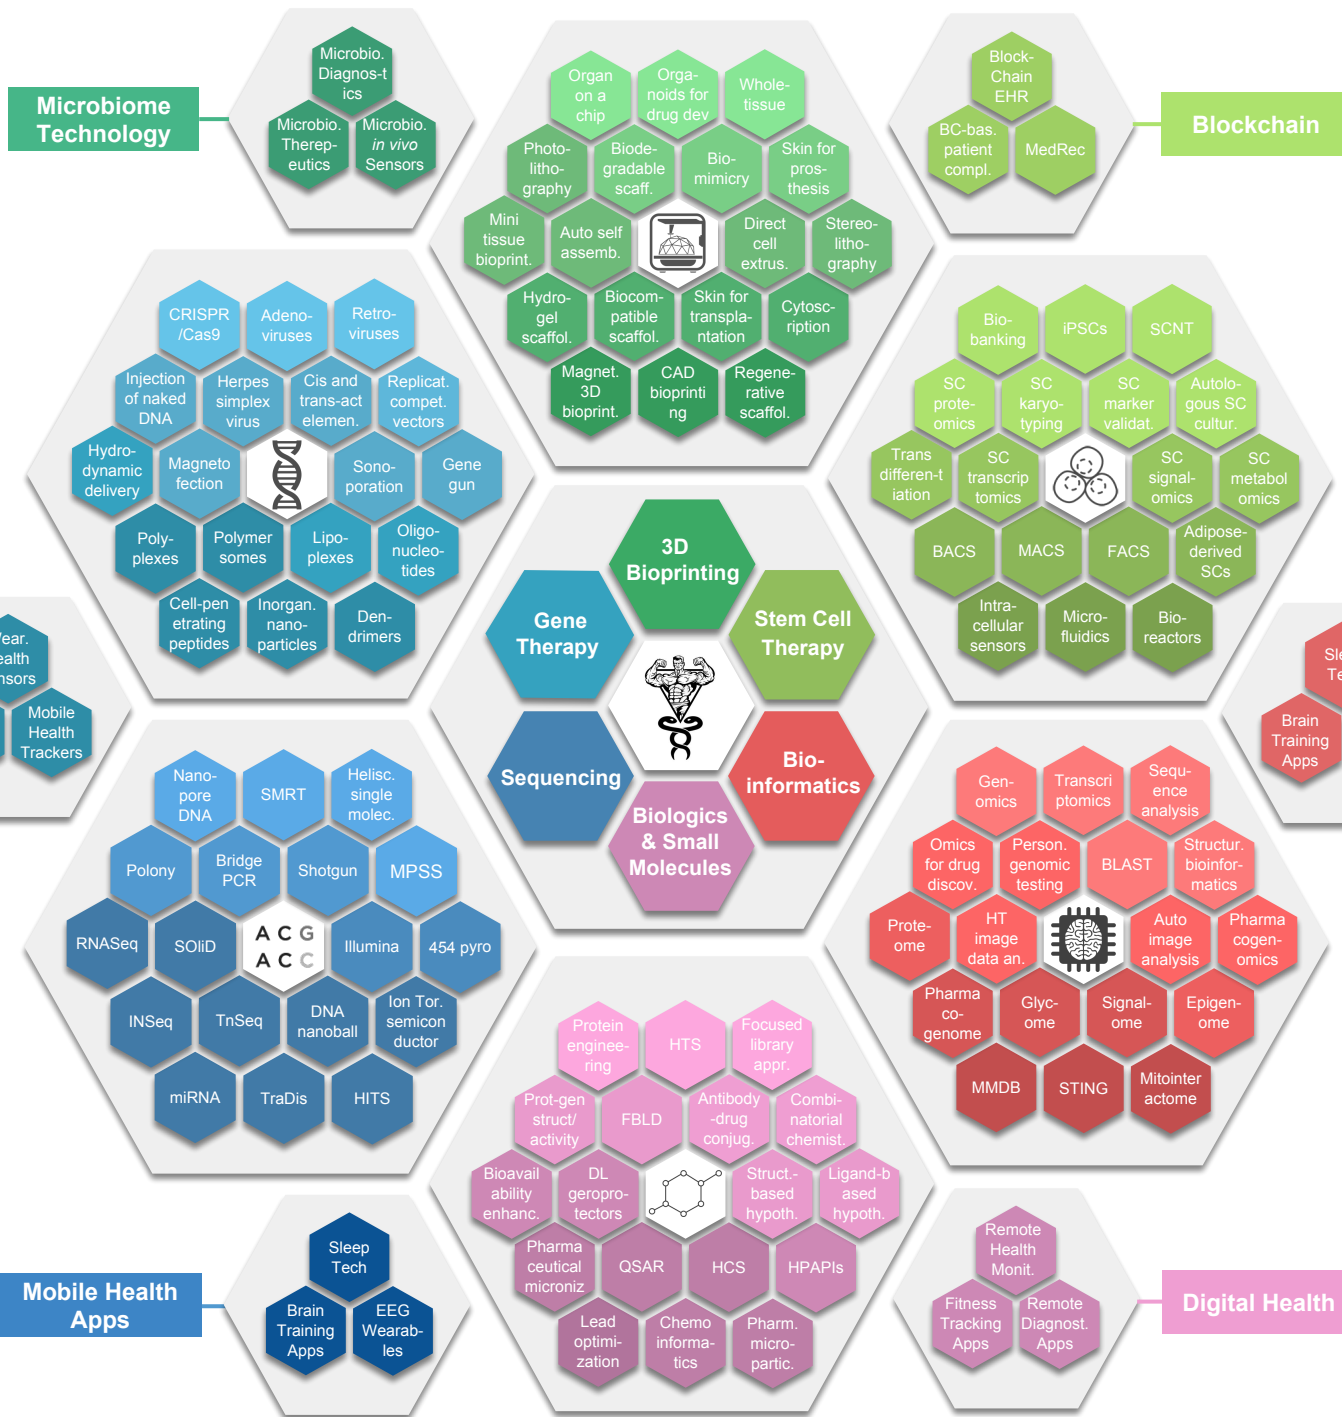 Microbiome
Technology
Microbio.
Diagnos-t
ics
Microbio.
Therep-
eutics
Microbio.
in vivo
Sensors
Organ
on a
chip
Orga-
noids for
drug dev
Whole-
tissue
Photo-
litho-
graphy
Biode-
gradable
scaff.
Bio-
mimicry
Skin for
pros-
thesis
Mini
tissue
bioprint.
Auto self
assemb.
Direct
cell
extrus.
Stereo-
litho-
graphy
Hydro-
gel
scaffol.
Biocom-
patible
scaffol.
Skin for
transpla-
ntation
Cytosc-
ription
Magnet.
3D
bioprint.
CAD
bioprinti
ng
Regene-
rative
scaffol.
Block-
Chain
EHR
BC-bas.
patient
compl.
MedRec
Blockchain
CRISPR
/Cas9
Adeno-
viruses
Retro-
viruses
Injection
of naked
DNA
Herpes
simplex
virus
Cis and
trans-act
elemen.
Replicat.
compet.
vectors
Hydro-
dynamic
delivery
Magneto
fection
Sono-
poration
Gene
gun
Poly-
plexes
Polymer
somes
Lipo-
plexes
Oligo-
nucleo-
tides
Cell-pen
etrating
peptides
Inorgan.
nano-
particles
Den-
drimers
Bio-
banking
iPSCs
SCNT
SC
prote-
omics
SC
karyo-
typing
SC
marker
validat.
Autolo-
gous SC
cultur.
Trans
differen-t
iation
SC
transcrip
tomics
SC
signal-
omics
SC
metabol
omics
BACS
MACS
FACS
Adipose-
derived
SCs
Intra-
cellular
sensors
Micro-
fluidics
Bio-
reactors
3D
Bioprinting
Gene
Therapy
Stem Cell
Therapy
Sequencing
Bio-
informatics
Biologics
& Small
Molecules
ear.
ealth
nsors
Mobile
Health
Trackers
Sle
Te
Brain
Training
Apps
Nano-
pore
DNA
SMRT
Helisc.
single
molec.
Polony
Bridge
PCR
Shotgun
MPSS
RNASeq
SOliD
A C G
A C C
Illumina
454 pyro
INSeq
TnSeq
DNA
nanoball
Ion Tor.
semicon
ductor
miRNA
TraDis
HITS
Gen-
omics
Transcri
ptomics
Sequ-
ence
analysis
Omics
for drug
discov.
Person.
genomic
testing
BLAST
Structur.
bioinfor-
matics
Prote-
ome
HT
image
data an.
Auto
image
analysis
Pharma
cogen-
omics
Pharma
co-
genome
Glyc-
ome
Signal-
ome
Epigen-
ome
MMDB
STING
Mitointer
actome
Protein
enginee-
ring
HTS
Focused
library
appr.
Prot-gen
struct/
activity
FBLD
Antibody
-drug
conjug.
Combi-
natorial
chemist.
Bioavail
ability
enhanc.
DL
geropro-
tectors
Struct.-
based
hypoth.
Ligand-b
ased
hypoth.
Pharma
ceutical
microniz
QSAR
HCS
HPAPIs
Lead
optimi-
zation
Chemo
informa-
tics
Pharm.
micro-
partic.
Mobile Health
Apps
Sleep
Tech
Brain
Training
Apps
EEG
Wearab-
les
Remote
Health
Monit.
Fitness
Tracking
Apps
Remote
Diagnost.
Apps
Digital Health